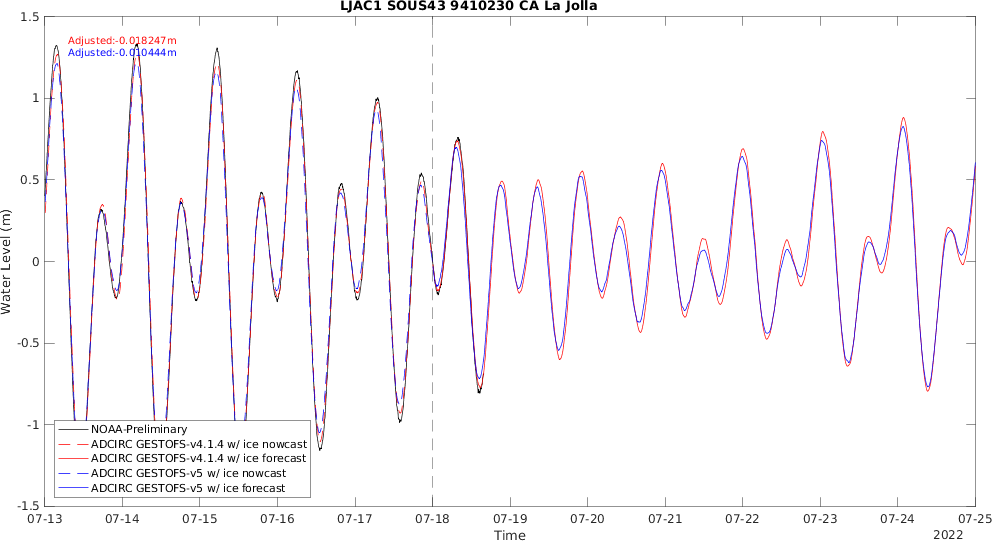 LJAC1 SOUS43 9410230 CA La Jolla
Adjusted:-0.018247m
Adjusted:-0.010444m
1.5
1
0.5
0
-0.5
-1
-1.5
Water Level (m)
NOAA-Preliminary
ADCIRC GESTOFS-v4.1.4 w/ ice nowcast
ADCIRC GESTOFS-v4.1.4 w/ ice forecast
ADCIRC GESTOFS-v5 w/ ice nowcast
ADCIRC GESTOFS-v5 w/ ice forecast
07-13 07-14 07-15 07-16 07-17 07-18 07-19 07-20 07-21 07-22 07-23 07-24 07-25
Time
2022